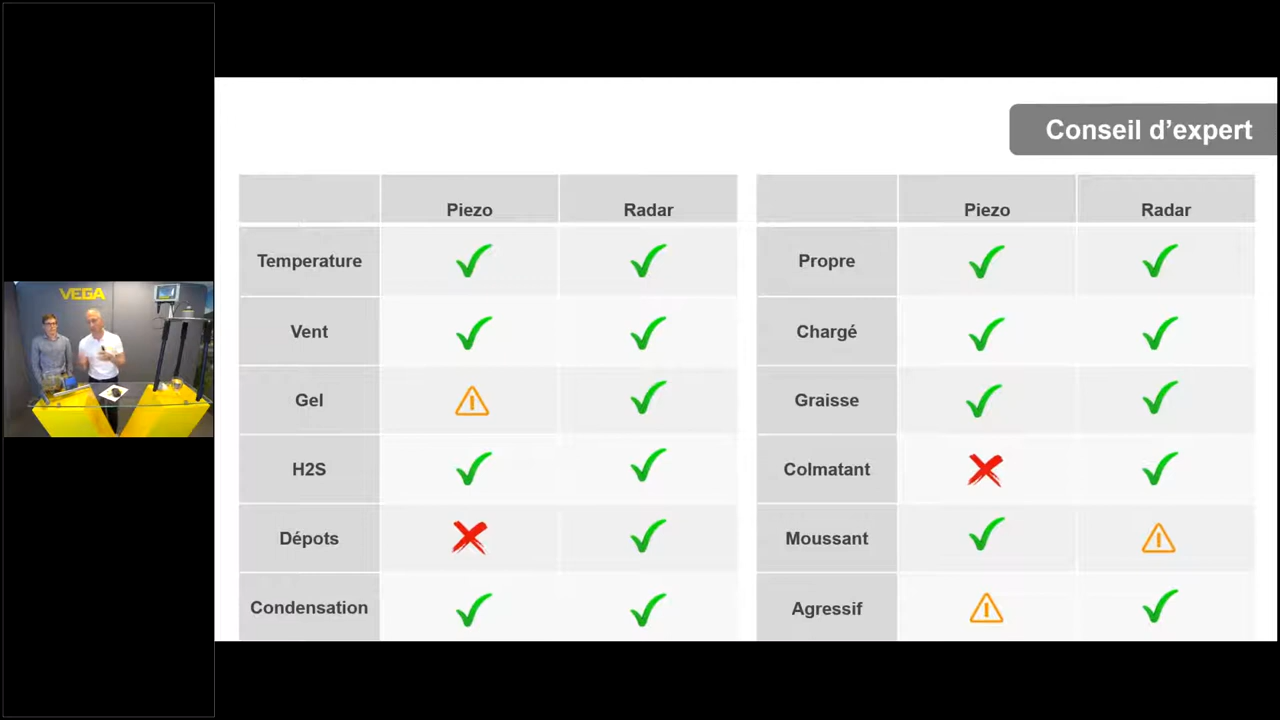 VEGA
Conseil d’expert
Piezo Radar
Temperature
Vent
Gel
H2S
Dépots
Condensation
Piezo Radar
Propre
Chargé
Graisse
Colmatant
Moussant
Agressif